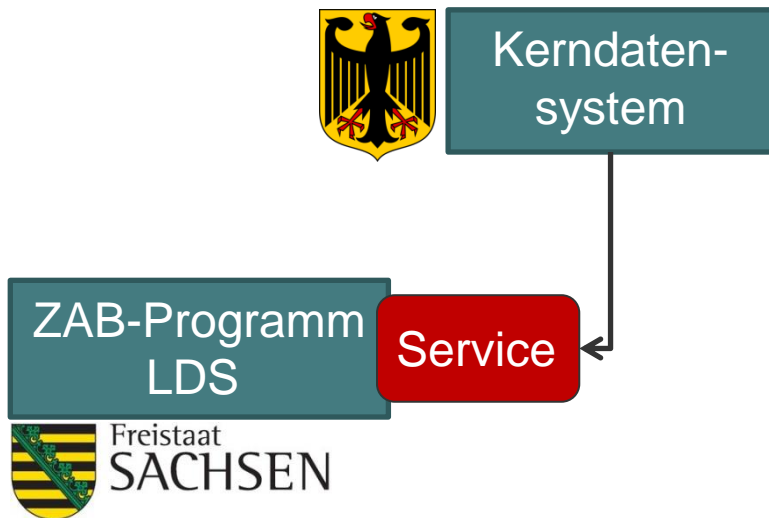 Kerndaten-
system
ZAB-Programm
LDS
Service
Freistaat
SACHSEN